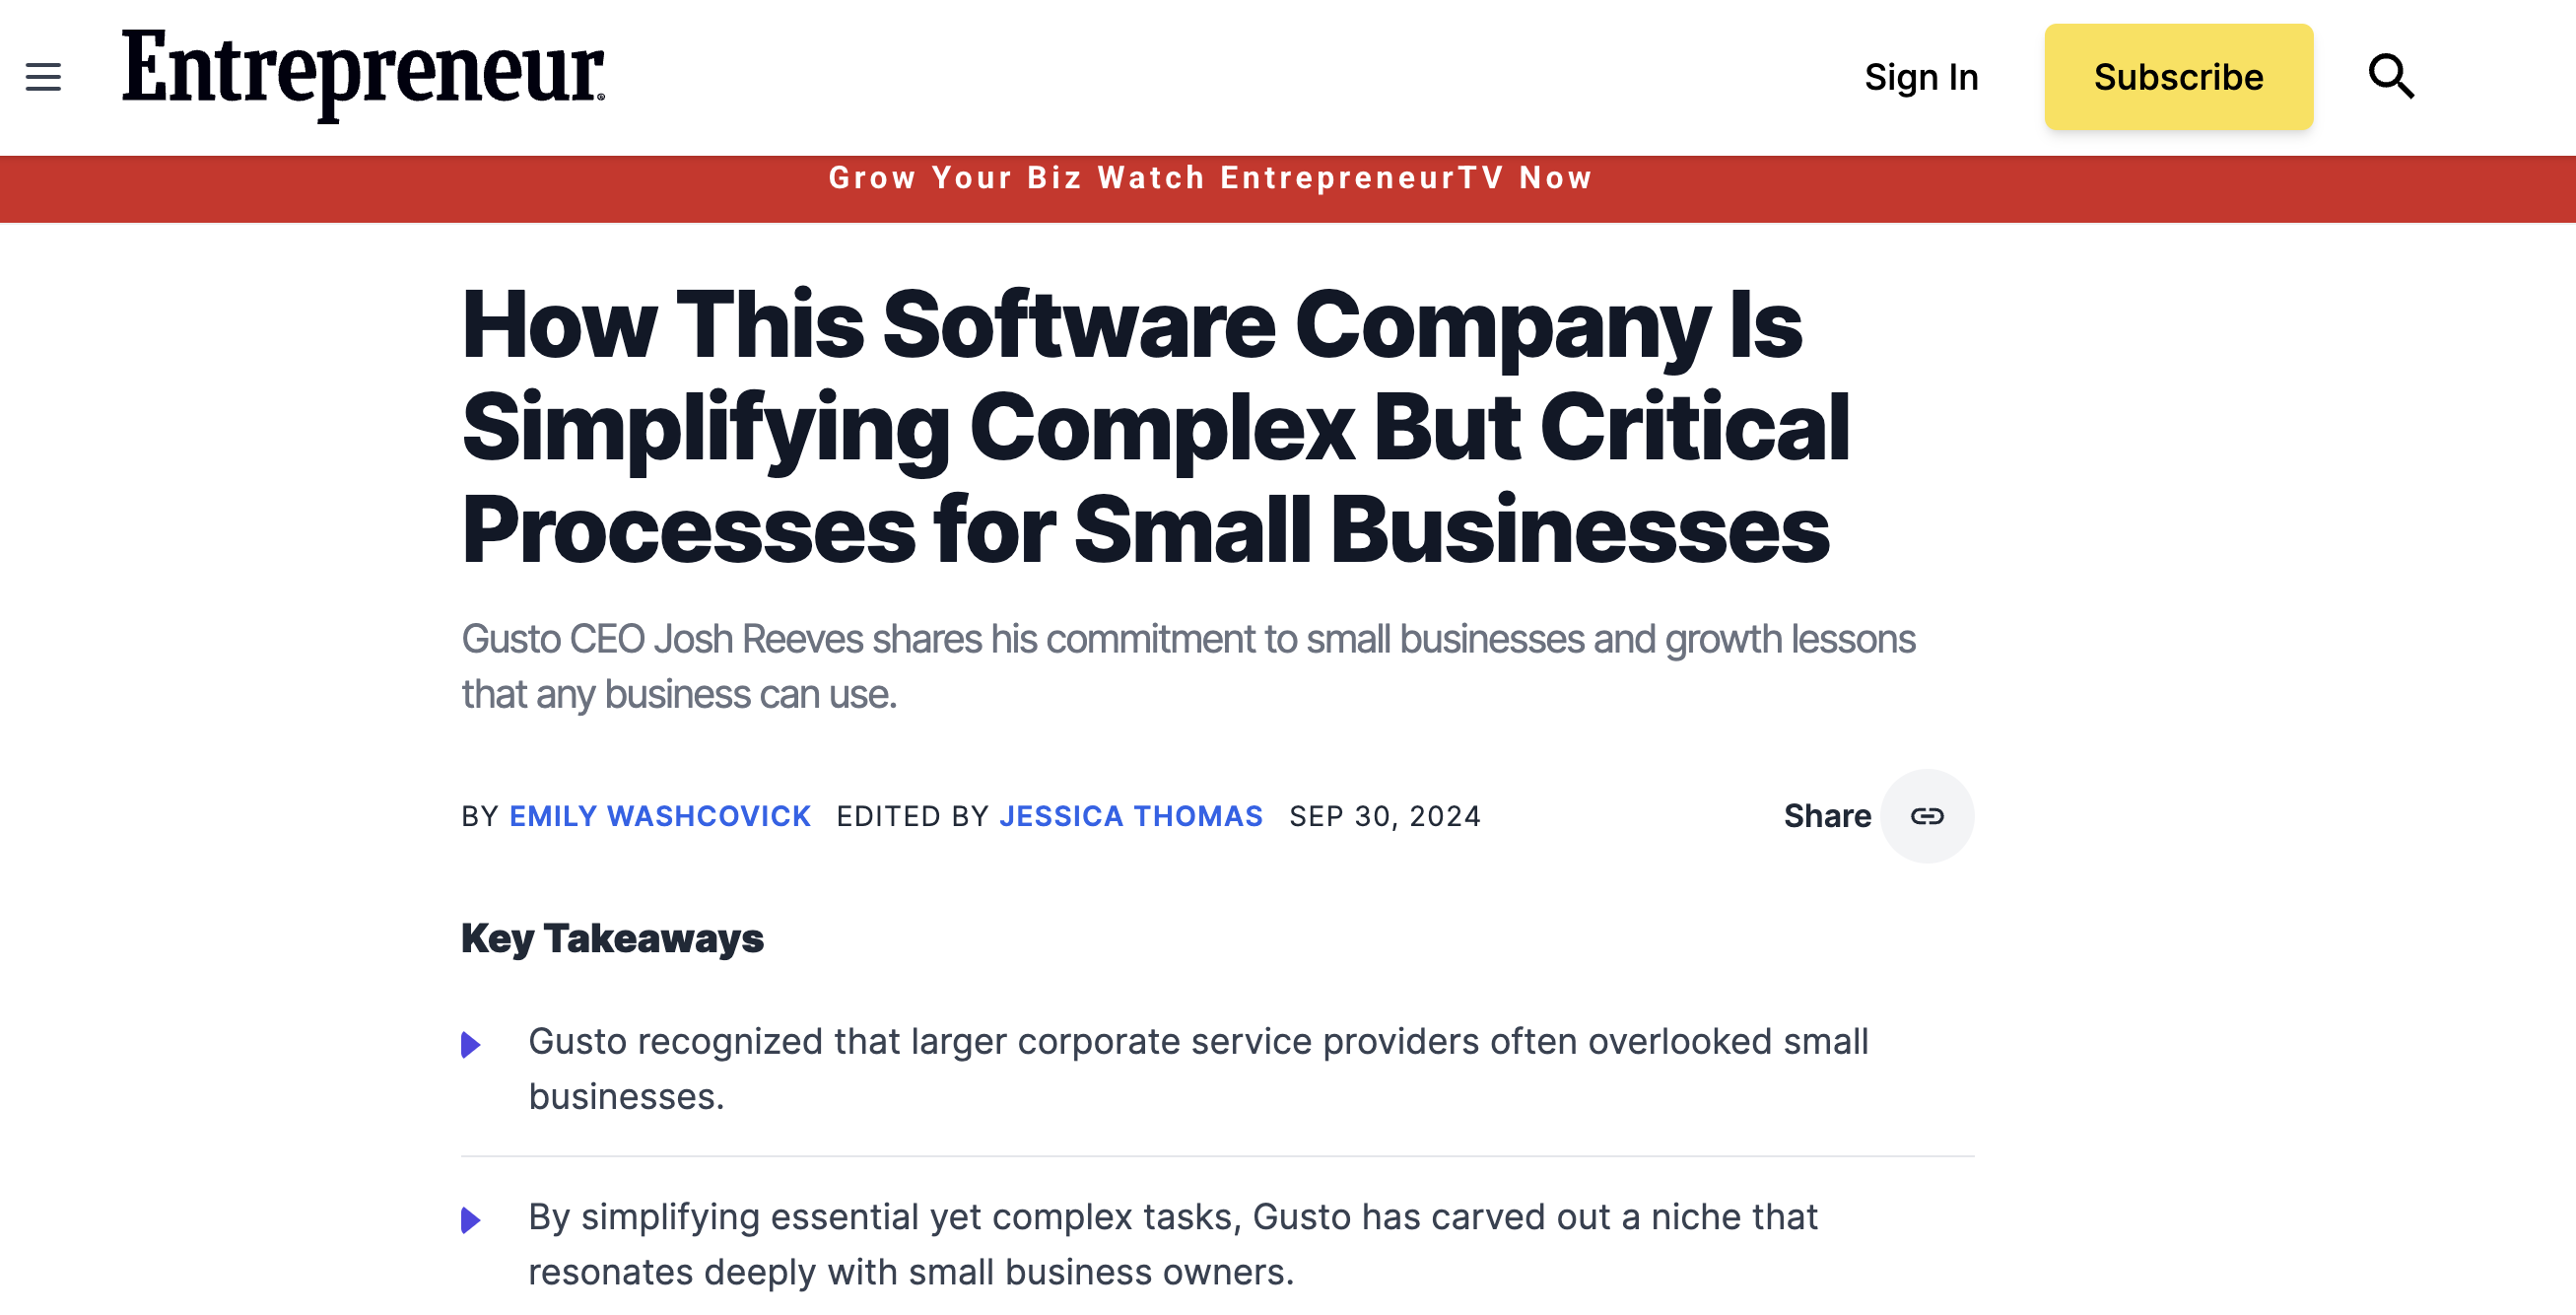 Entrepreneur®
Sign In
Subscribe
Grow Your Biz Watch EntrepreneurTV Now
How This Software Company Is
Simplifying Complex But Critical
Processes for Small Businesses
Gusto CEO Josh Reeves shares his commitment to small businesses and growth lessons
that any business can use.
BY EMILY WASHCOVICK EDITED BY JESSICA THOMAS SEP 30, 2024
Share
Key Takeaways
Gusto recognized that larger corporate service providers often overlooked small
businesses.
By simplifying essential yet complex tasks, Gusto has carved out a niche that
resonates deeply with small business owners.